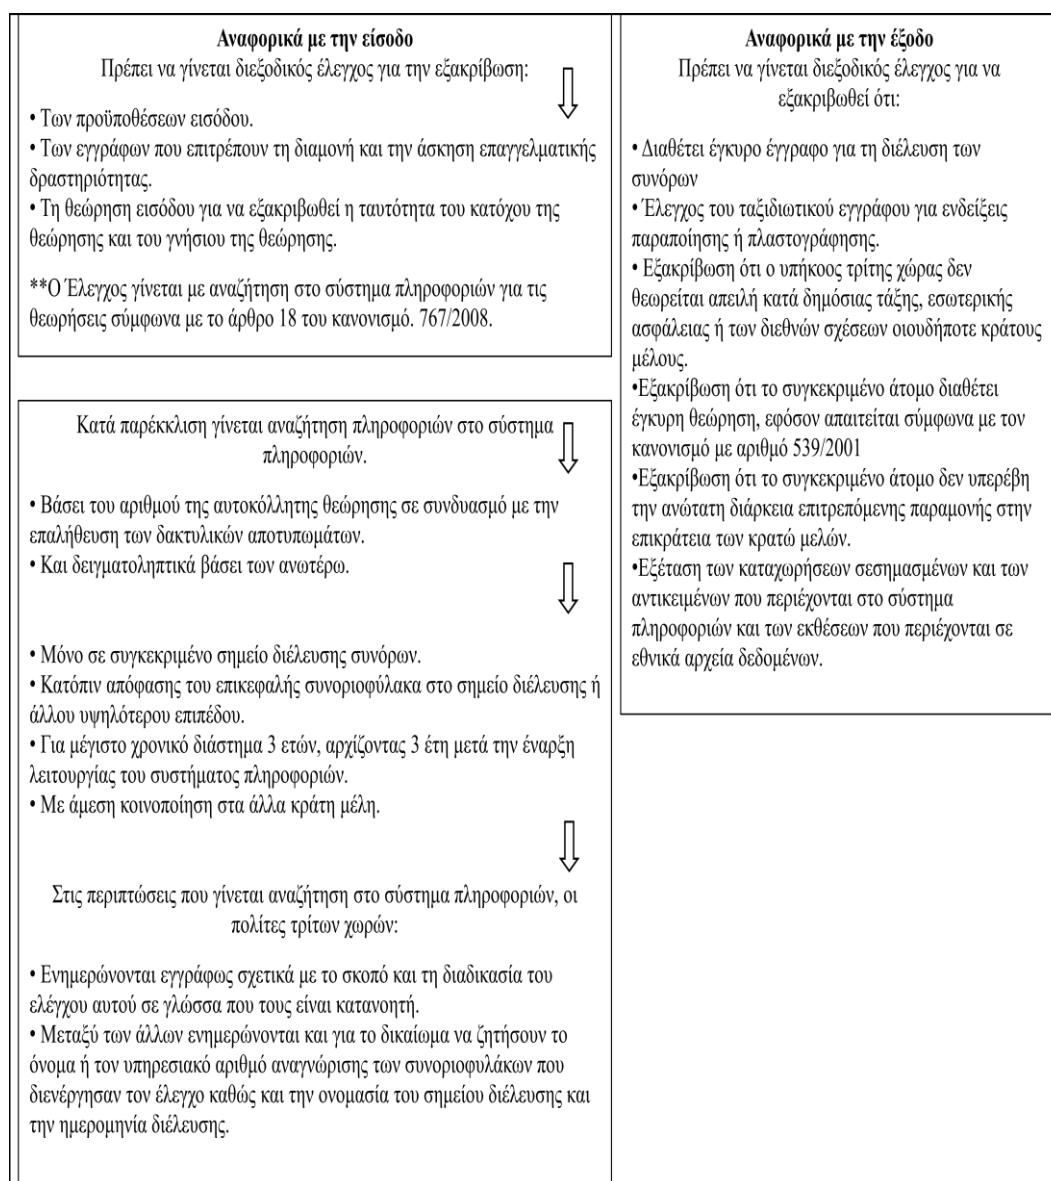 Αναφορικά με την είσοδο
Πρέπει να γίνεται διεξοδικός έλεγχος για την εξακρίβωση:
• Των προϋποθέσεων εισόδου.
• Των εγγράφων που επιτρέπουν τη διαμονή και την άσκηση επαγγελματικής
δραστηριότητας.
• Τη θεώρηση εισόδου για να εξακριβωθεί η ταυτότητα του κατόχου της
θεώρησης και του γνήσιου της θεώρησης.
**Ο Έλεγχος γίνεται με αναζήτηση στο σύστημα πληροφοριών για τις
θεωρήσεις σύμφωνα με το άρθρο 18 του κανονισμό. 767/2008.
Κατά παρέκκλιση γίνεται αναζήτηση πληροφοριών στο σύστημα
πληροφοριών.
• Βάσει του αριθμού της αυτοκόλλητης θεώρησης σε συνδυασμό με την
επαλήθευση των δακτυλικών αποτυπωμάτων.
• Και δειγματοληπτικά βάσει των ανωτέρω.
• Μόνο σε συγκεκριμένο σημείο διέλευσης συνόρων.
• Κατόπιν απόφασης του επικεφαλής συνοριοφύλακα στο σημείο διέλευσης ή
άλλου υψηλότερου επιπέδου.
• Για μέγιστο χρονικό διάστημα 3 ετών, αρχίζοντας 3 έτη μετά την έναρξη
λειτουργίας του συστήματος πληροφοριών.
• Με άμεση κοινοποίηση στα άλλα κράτη μέλη.
Στις περιπτώσεις που γίνεται αναζήτηση στο σύστημα πληροφοριών, οι
πολίτες τρίτων χωρών:
• Ενημερώνονται εγγράφως σχετικά με το σκοπό και τη διαδικασία του
ελέγχου αυτού σε γλώσσα που τους είναι κατανοητή.
• Μεταξύ των άλλων ενημερώνονται και για το δικαίωμα να ζητήσουν το
όνομα ή τον υπηρεσιακό αριθμό αναγνώρισης των συνοριοφυλάκων που
διενέργησαν τον έλεγχο καθώς και την ονομασία του σημείου διέλευσης και
την ημερομηνία διέλευσης.
Αναφορικά με την έξοδο
Πρέπει να γίνεται διεξοδικός έλεγχος για να
εξακριβωθεί ότι:
• Διαθέτει έγκυρο έγγραφο για τη διέλευση των
συνόρων
• Έλεγχος του ταξιδιωτικού εγγράφου για ενδείξεις
παραποίησης ή πλαστογράφησης.
• Εξακρίβωση ότι ο υπήκοος τρίτης χώρας δεν
θεωρείται απειλή κατά δημόσιας τάξης, εσωτερικής
ασφάλειας ή των διεθνών σχέσεων οιουδήποτε κράτους
μέλους.
•Εξακρίβωση ότι το συγκεκριμένο άτομο διαθέτει
έγκυρη θεώρηση, εφόσον απαιτείται σύμφωνα με τον
κανονισμό με αριθμό 539/2001
•Εξακρίβωση ότι το συγκεκριμένο άτομο δεν υπερέβη
την ανώτατη διάρκεια επιτρεπόμενης παραμονής στην
επικράτεια των κρατώ μελών.
•Εξέταση των καταχωρήσεων σεσημασμένων και των
αντικειμένων που περιέχονται στο σύστημα
πληροφοριών και των εκθέσεων που περιέχονται σε
εθνικά αρχεία δεδομένων.